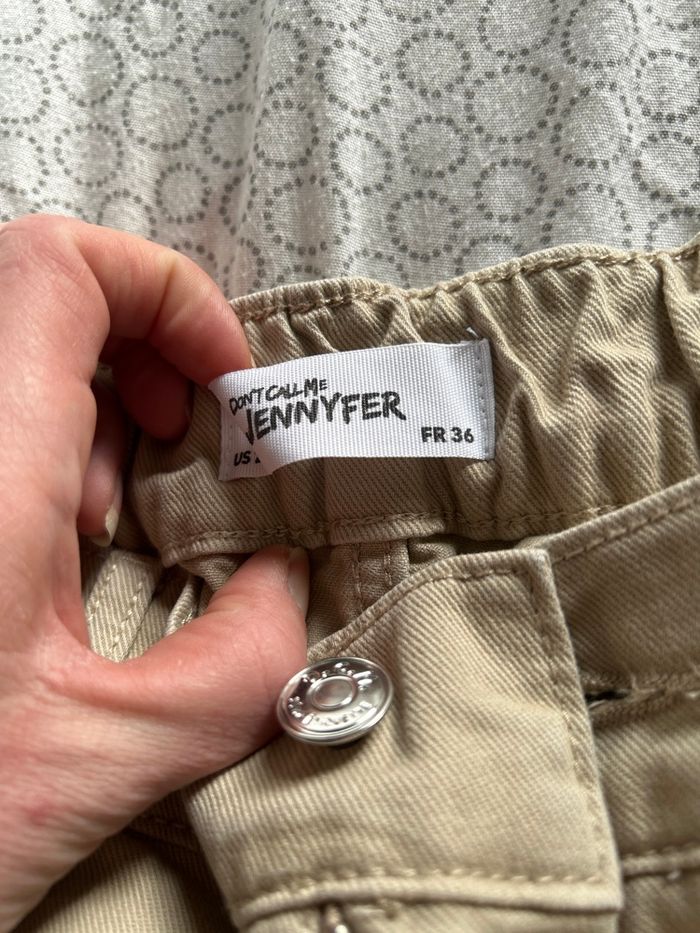 DON'T CALL ME
JENNYFER
US
FR 36